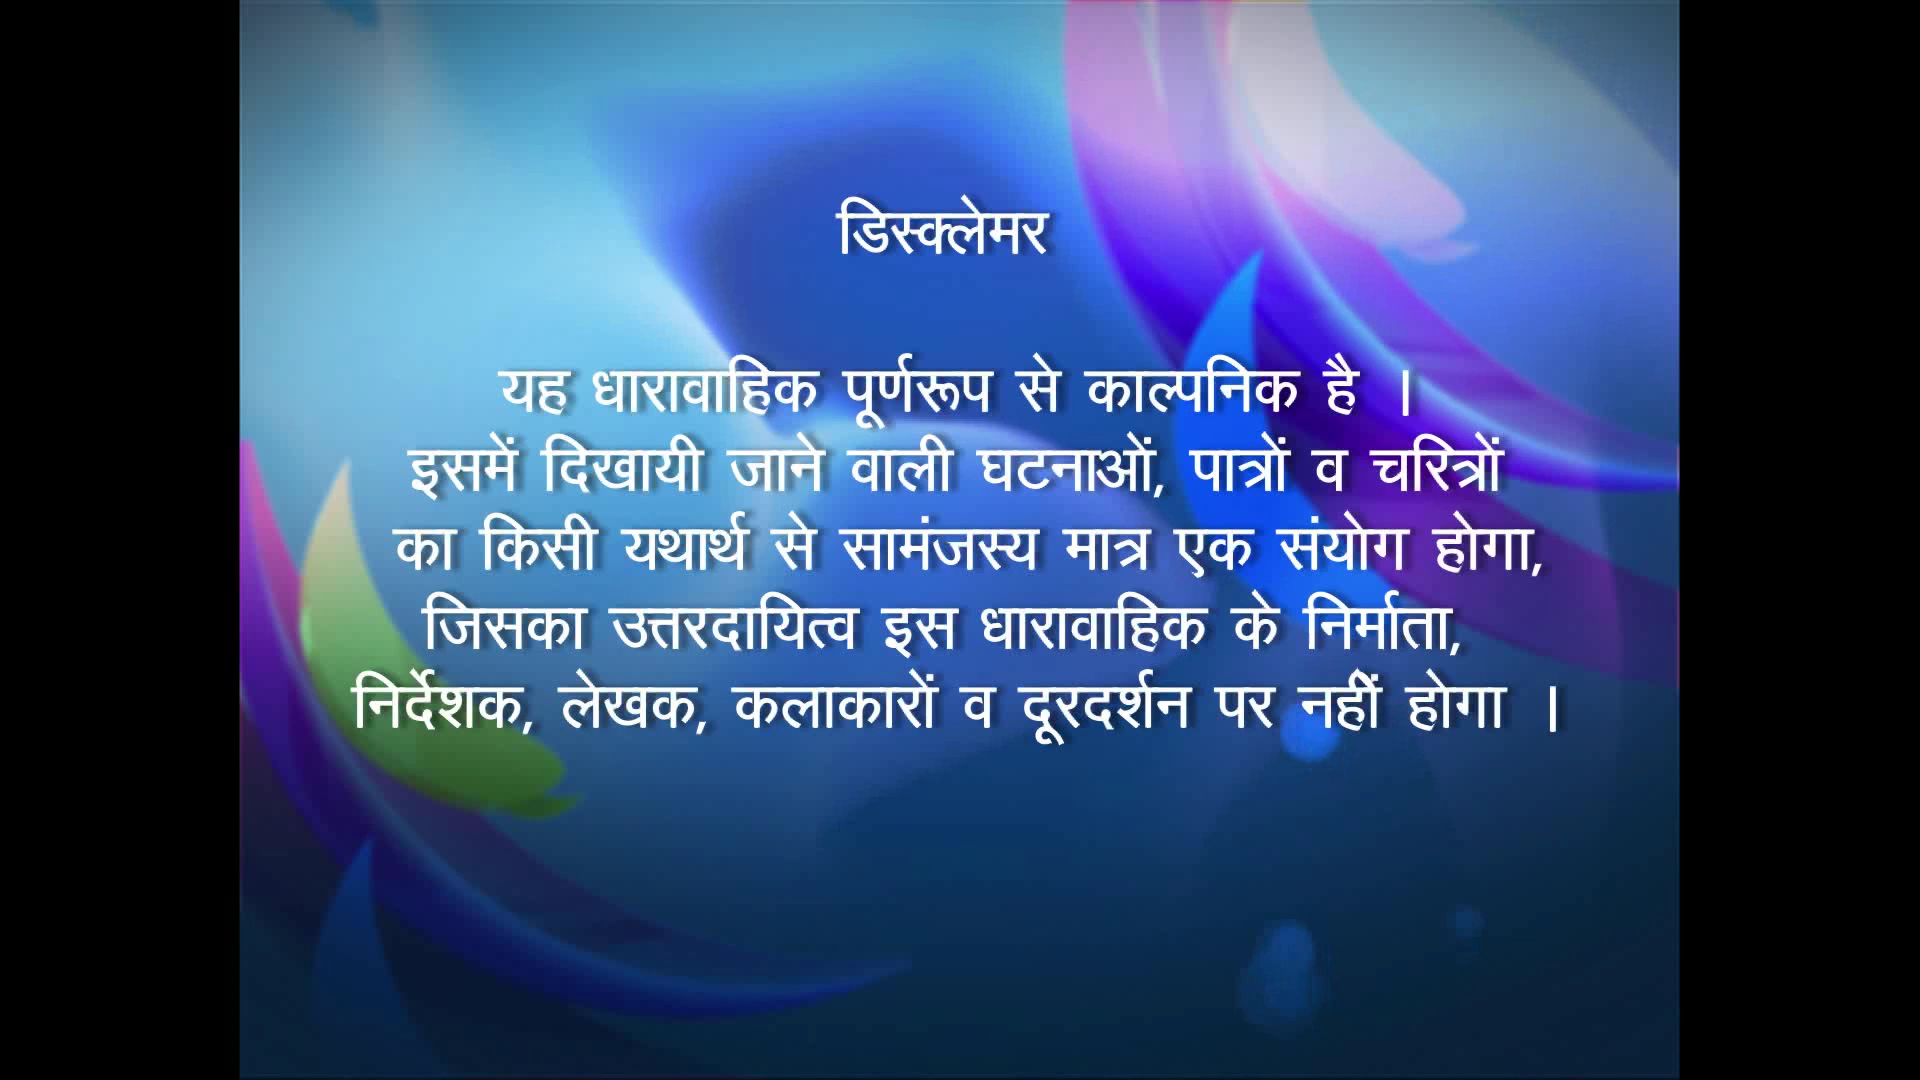 डिस्क्लेमर
यह धारावाहिक पूर्णरूप से काल्पनिक है ।
इसमें दिखायी जाने वाली घटनाओं, पात्रों व चरित्रों
का किसी यथार्थ से सामंजस्य मात्र एक संयोग होगा,
जिसका उत्तरदायित्व इस धारावाहिक के निर्माता,
निर्देशक, लेखक, कलाकारों व दूरदर्शन पर नहीं होगा ।